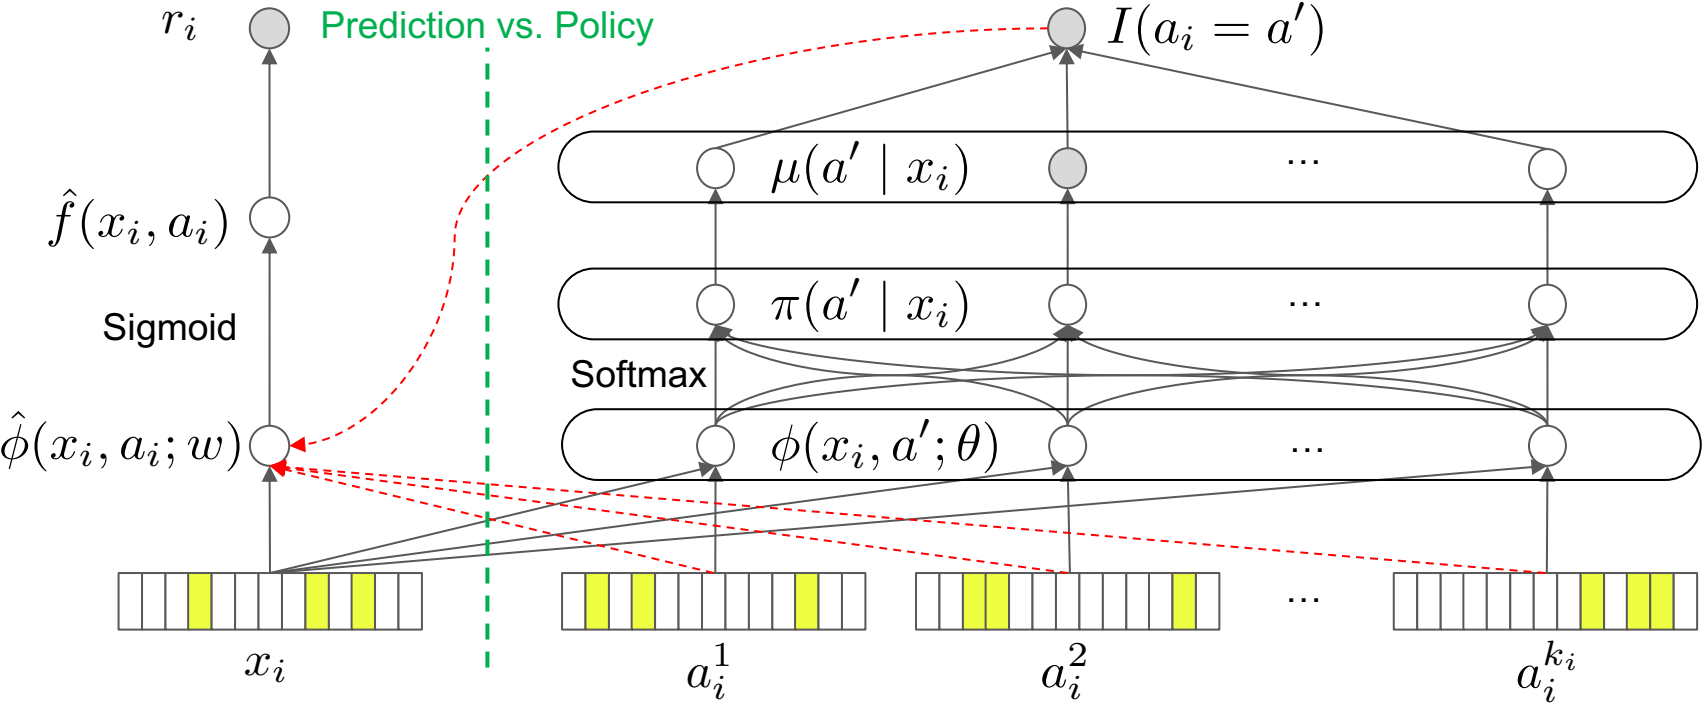 r_i
Prediction vs. Policy
I(a_i = a′)
μ(a′ | x_i)
...
f̂(x_i, a_i)
π(a′ | x_i)
...
Sigmoid
Softmax
ϕ̂(x_i, a_i; w)
ϕ(x_i, a′; θ)
...
...
x_i
a_i^1
a_i^2
a_i^{k_i}